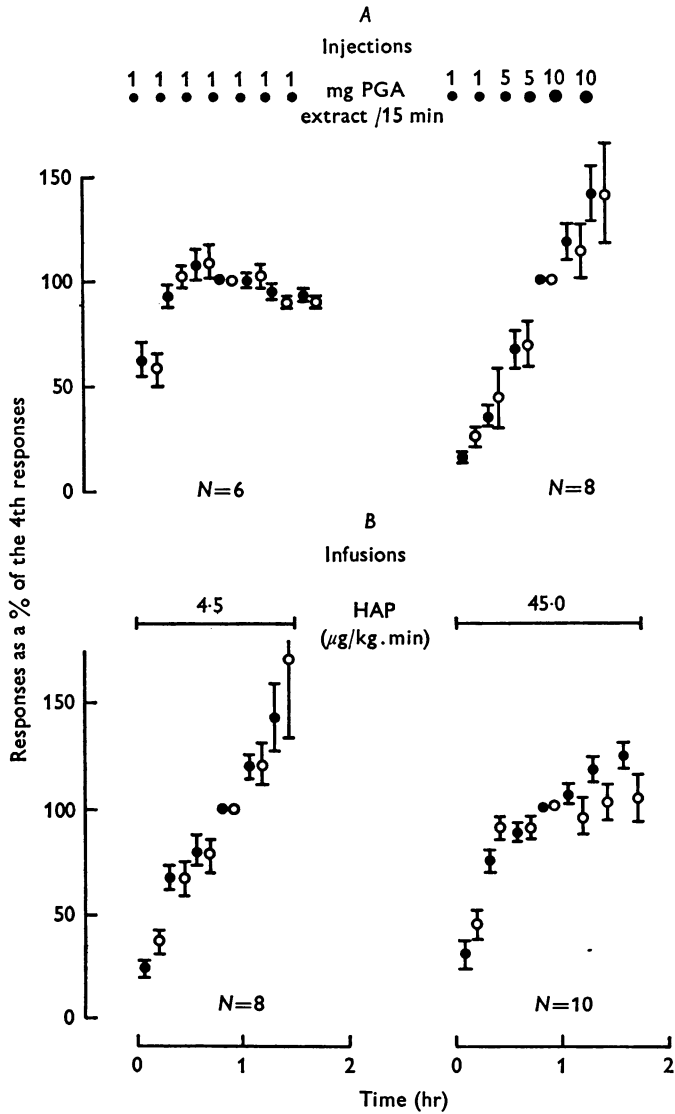 A
Injections
1 1 1 1 1 1 1
mg PGA
extract /15 min
1 1 5 5 10 10
150
100
50
0
N=6
N=8
Responses as a % of the 4th responses
B
Infusions
4·5
HAP
(μg/kg.min)
45·0
150
100
50
0
N=8
N=10
0 1 2
0 1 2
Time (hr)